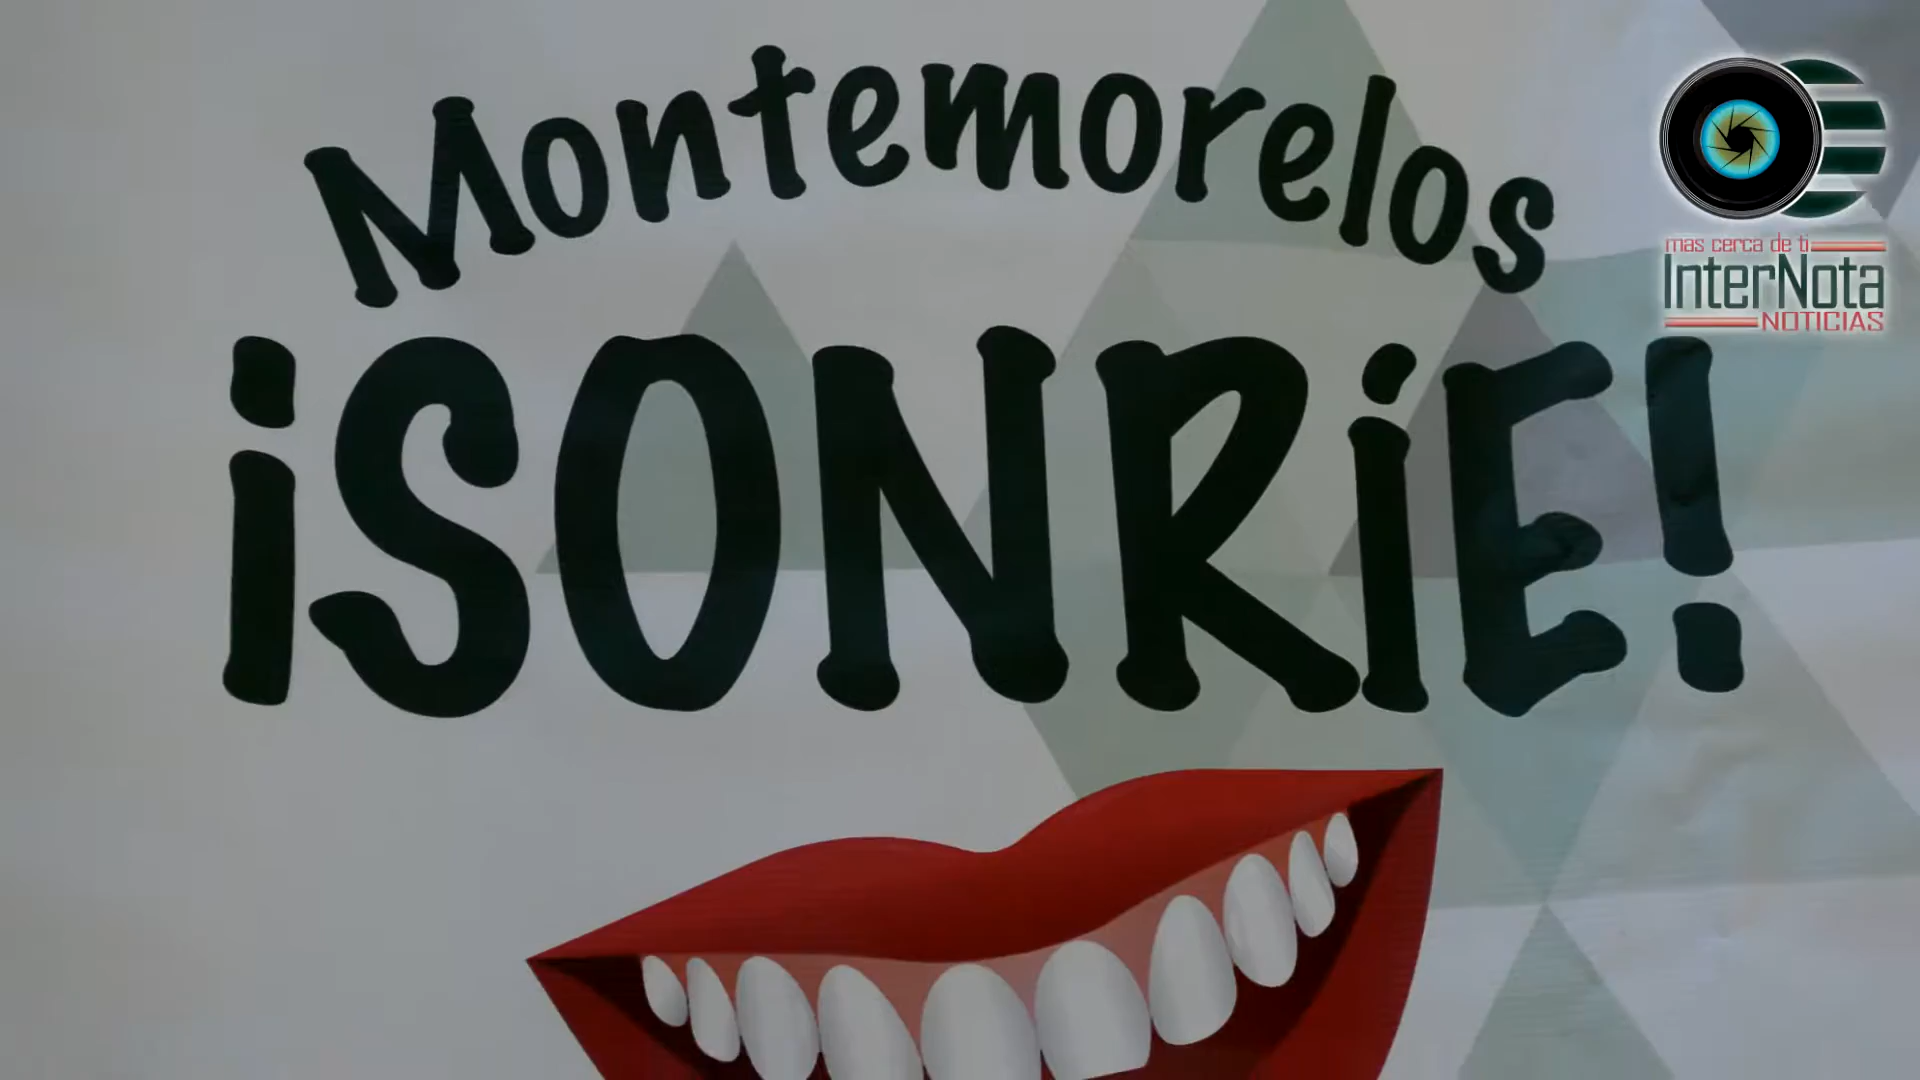 Montemorelos
¡SONRiE!
mas cerca de ti
InterNota
NOTICIAS